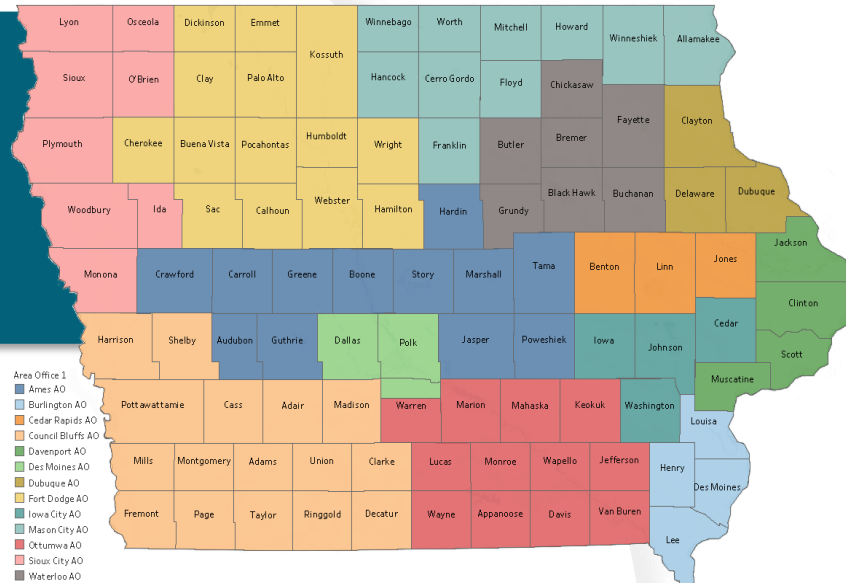 Lyon Osceola Dickinson Emmet Kossuth Winnebago Worth Mitchell Howard Winneshiek Allamakee
Sioux O'Brien Clay Palo Alto Hancock Cerro Gordo Floyd Chickasaw
Plymouth Cherokee Buena Vista Pocahontas Humboldt Wright Franklin Butler Bremer Fayette Clayton
Woodbury Ida Sac Calhoun Webster Hamilton Hardin Grundy Black Hawk Buchanan Delaware Dubuque
Monona Crawford Carroll Greene Boone Story Marshall Tama Benton Linn Jones Jackson
Clinton
Harrison Shelby Audubon Guthrie Dallas Polk Jasper Poweshiek Iowa Johnson Cedar Scott
Muscatine
Pottawattamie Cass Adair Madison Warren Marion Mahaska Keokuk Washington Louisa
Mills Montgomery Adams Union Clarke Lucas Monroe Wapello Jefferson Henry Des Moines
Fremont Page Taylor Ringgold Decatur Wayne Appanoose Davis Van Buren Lee
Area Office 1
Ames AO
Burlington AO
Cedar Rapids AO
Council Bluffs AO
Davenport AO
Des Moines AO
Dubuque AO
Fort Dodge AO
Iowa City AO
Mason City AO
Ottumwa AO
Sioux City AO
Waterloo AO